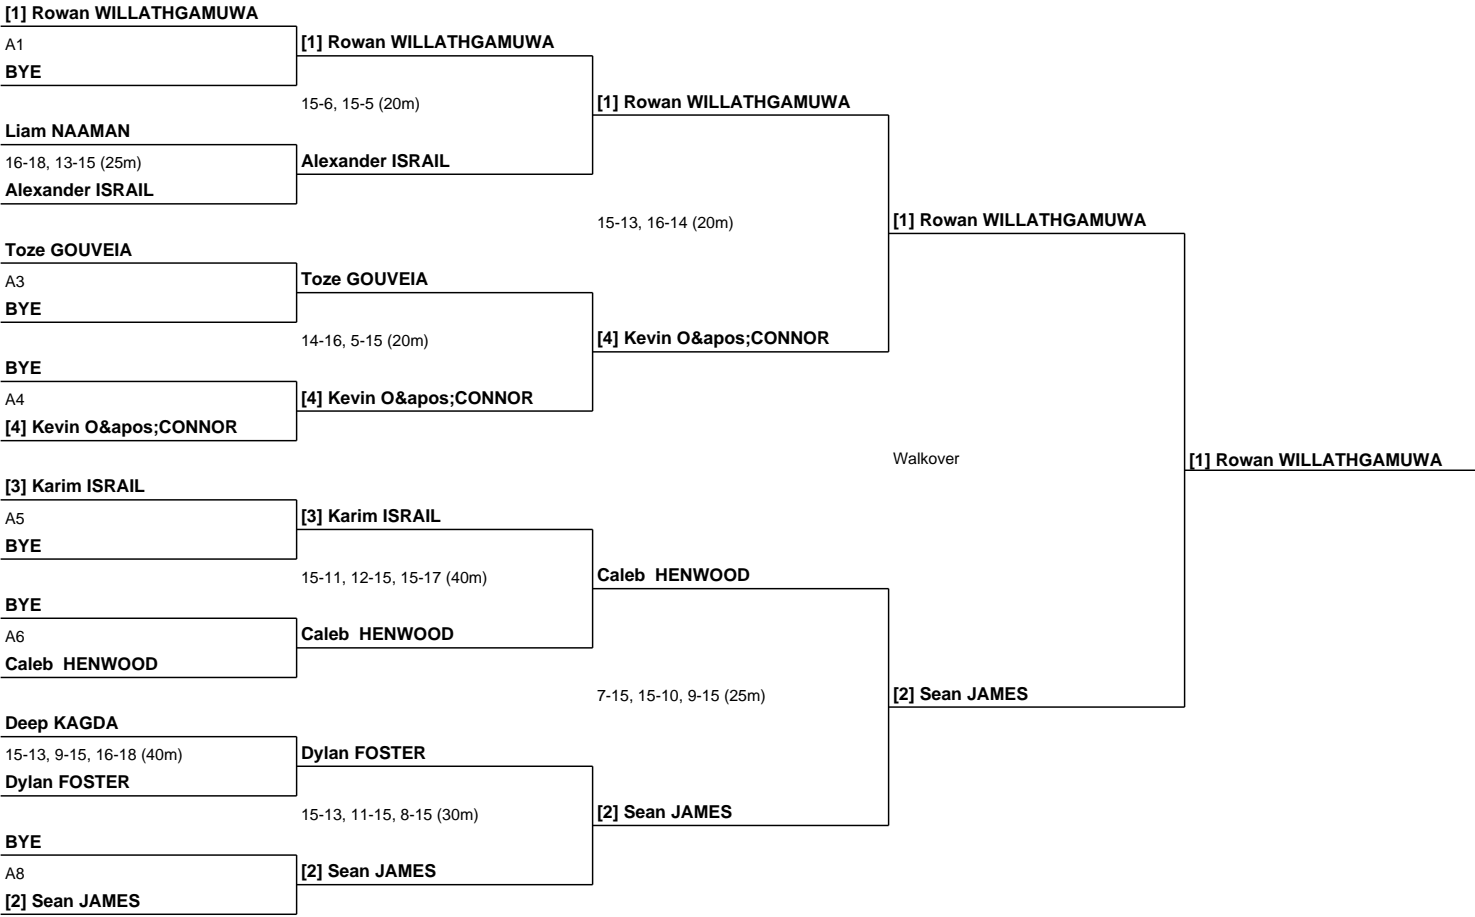 [1] Rowan WILLATHGAMUWA
A1
BYE
[1] Rowan WILLATHGAMUWA
15-6, 15-5 (20m)
Liam NAAMAN
16-18, 13-15 (25m)
Alexander ISRAIL
Alexander ISRAIL
[1] Rowan WILLATHGAMUWA
15-13, 16-14 (20m)
Toze GOUVEIA
A3
BYE
Toze GOUVEIA
14-16, 5-15 (20m)
BYE
A4
[4] Kevin O&apos;CONNOR
[4] Kevin O&apos;CONNOR
[4] Kevin O&apos;CONNOR
[1] Rowan WILLATHGAMUWA
Walkover
[1] Rowan WILLATHGAMUWA
[3] Karim ISRAIL
A5
BYE
[3] Karim ISRAIL
15-11, 12-15, 15-17 (40m)
BYE
A6
Caleb  HENWOOD
Caleb  HENWOOD
Caleb  HENWOOD
7-15, 15-10, 9-15 (25m)
[2] Sean JAMES
Deep KAGDA
15-13, 9-15, 16-18 (40m)
Dylan FOSTER
Dylan FOSTER
15-13, 11-15, 8-15 (30m)
[2] Sean JAMES
BYE
A8
[2] Sean JAMES
[2] Sean JAMES